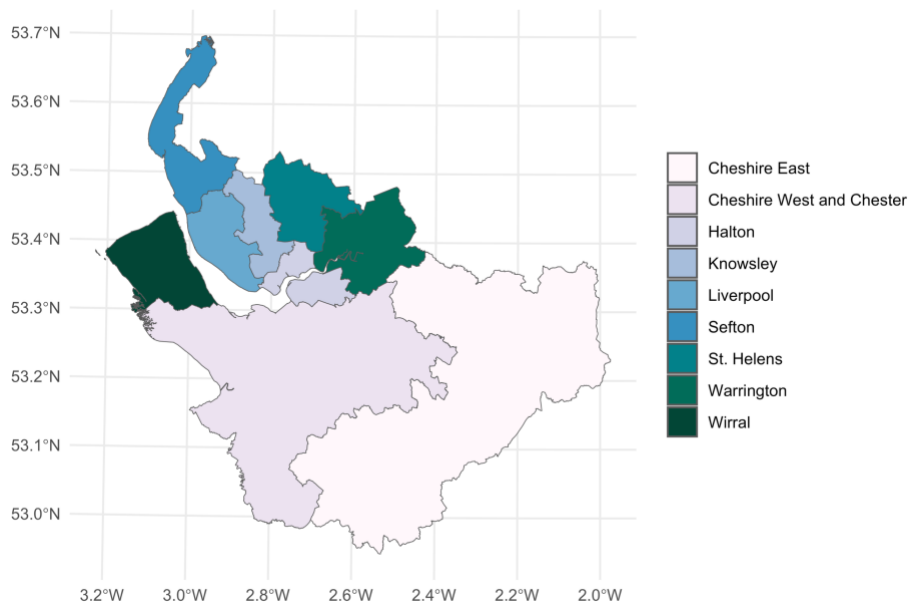 53.7°N
53.6°N
53.5°N
53.4°N
53.3°N
53.2°N
53.1°N
53.0°N
3.2°W 3.0°W 2.8°W 2.6°W 2.4°W 2.2°W 2.0°W
Cheshire East
Cheshire West and Chester
Halton
Knowsley
Liverpool
Sefton
St. Helens
Warrington
Wirral